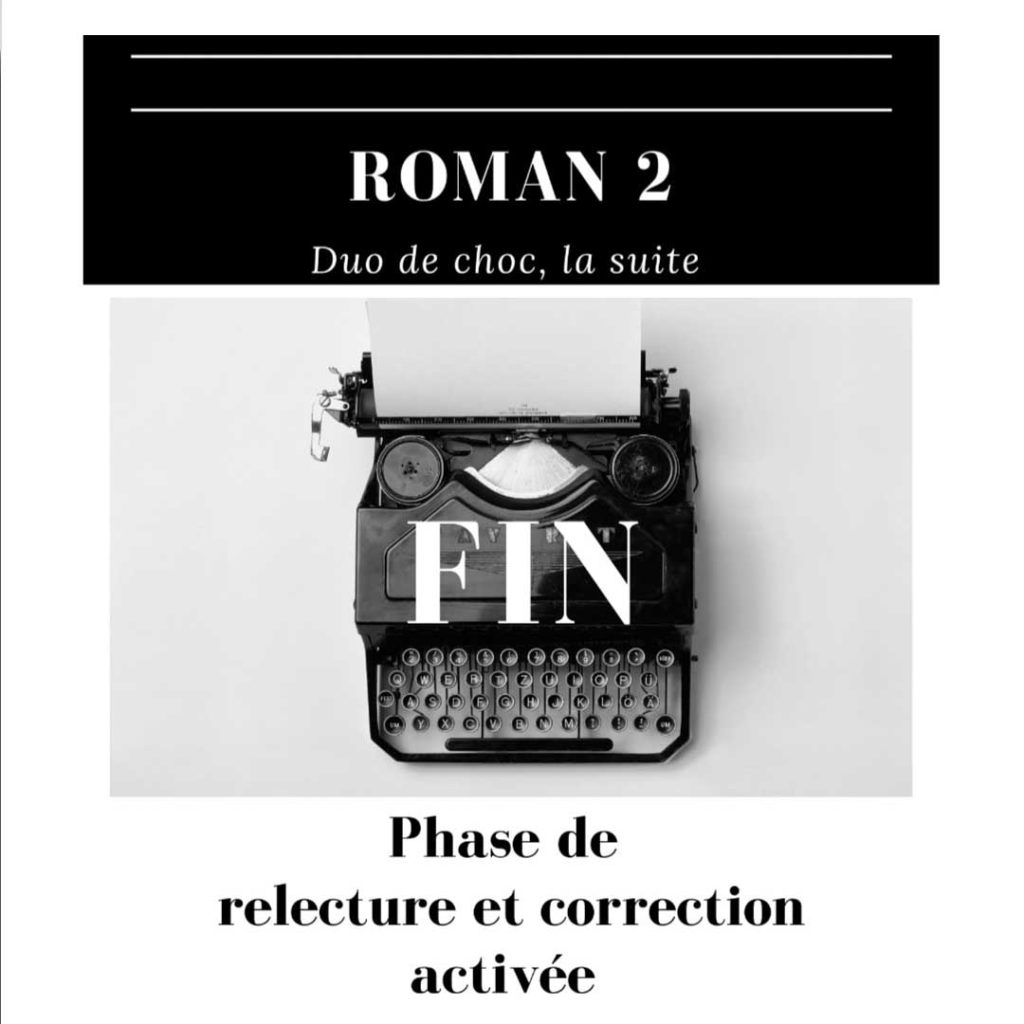 ROMAN 2
Duo de choc, la suite
FIN
Q W E R T Z U I O P Ü
A S D F G H J K L Ö Ä
Y X C V B N M
Phase de
relecture et correction
activée